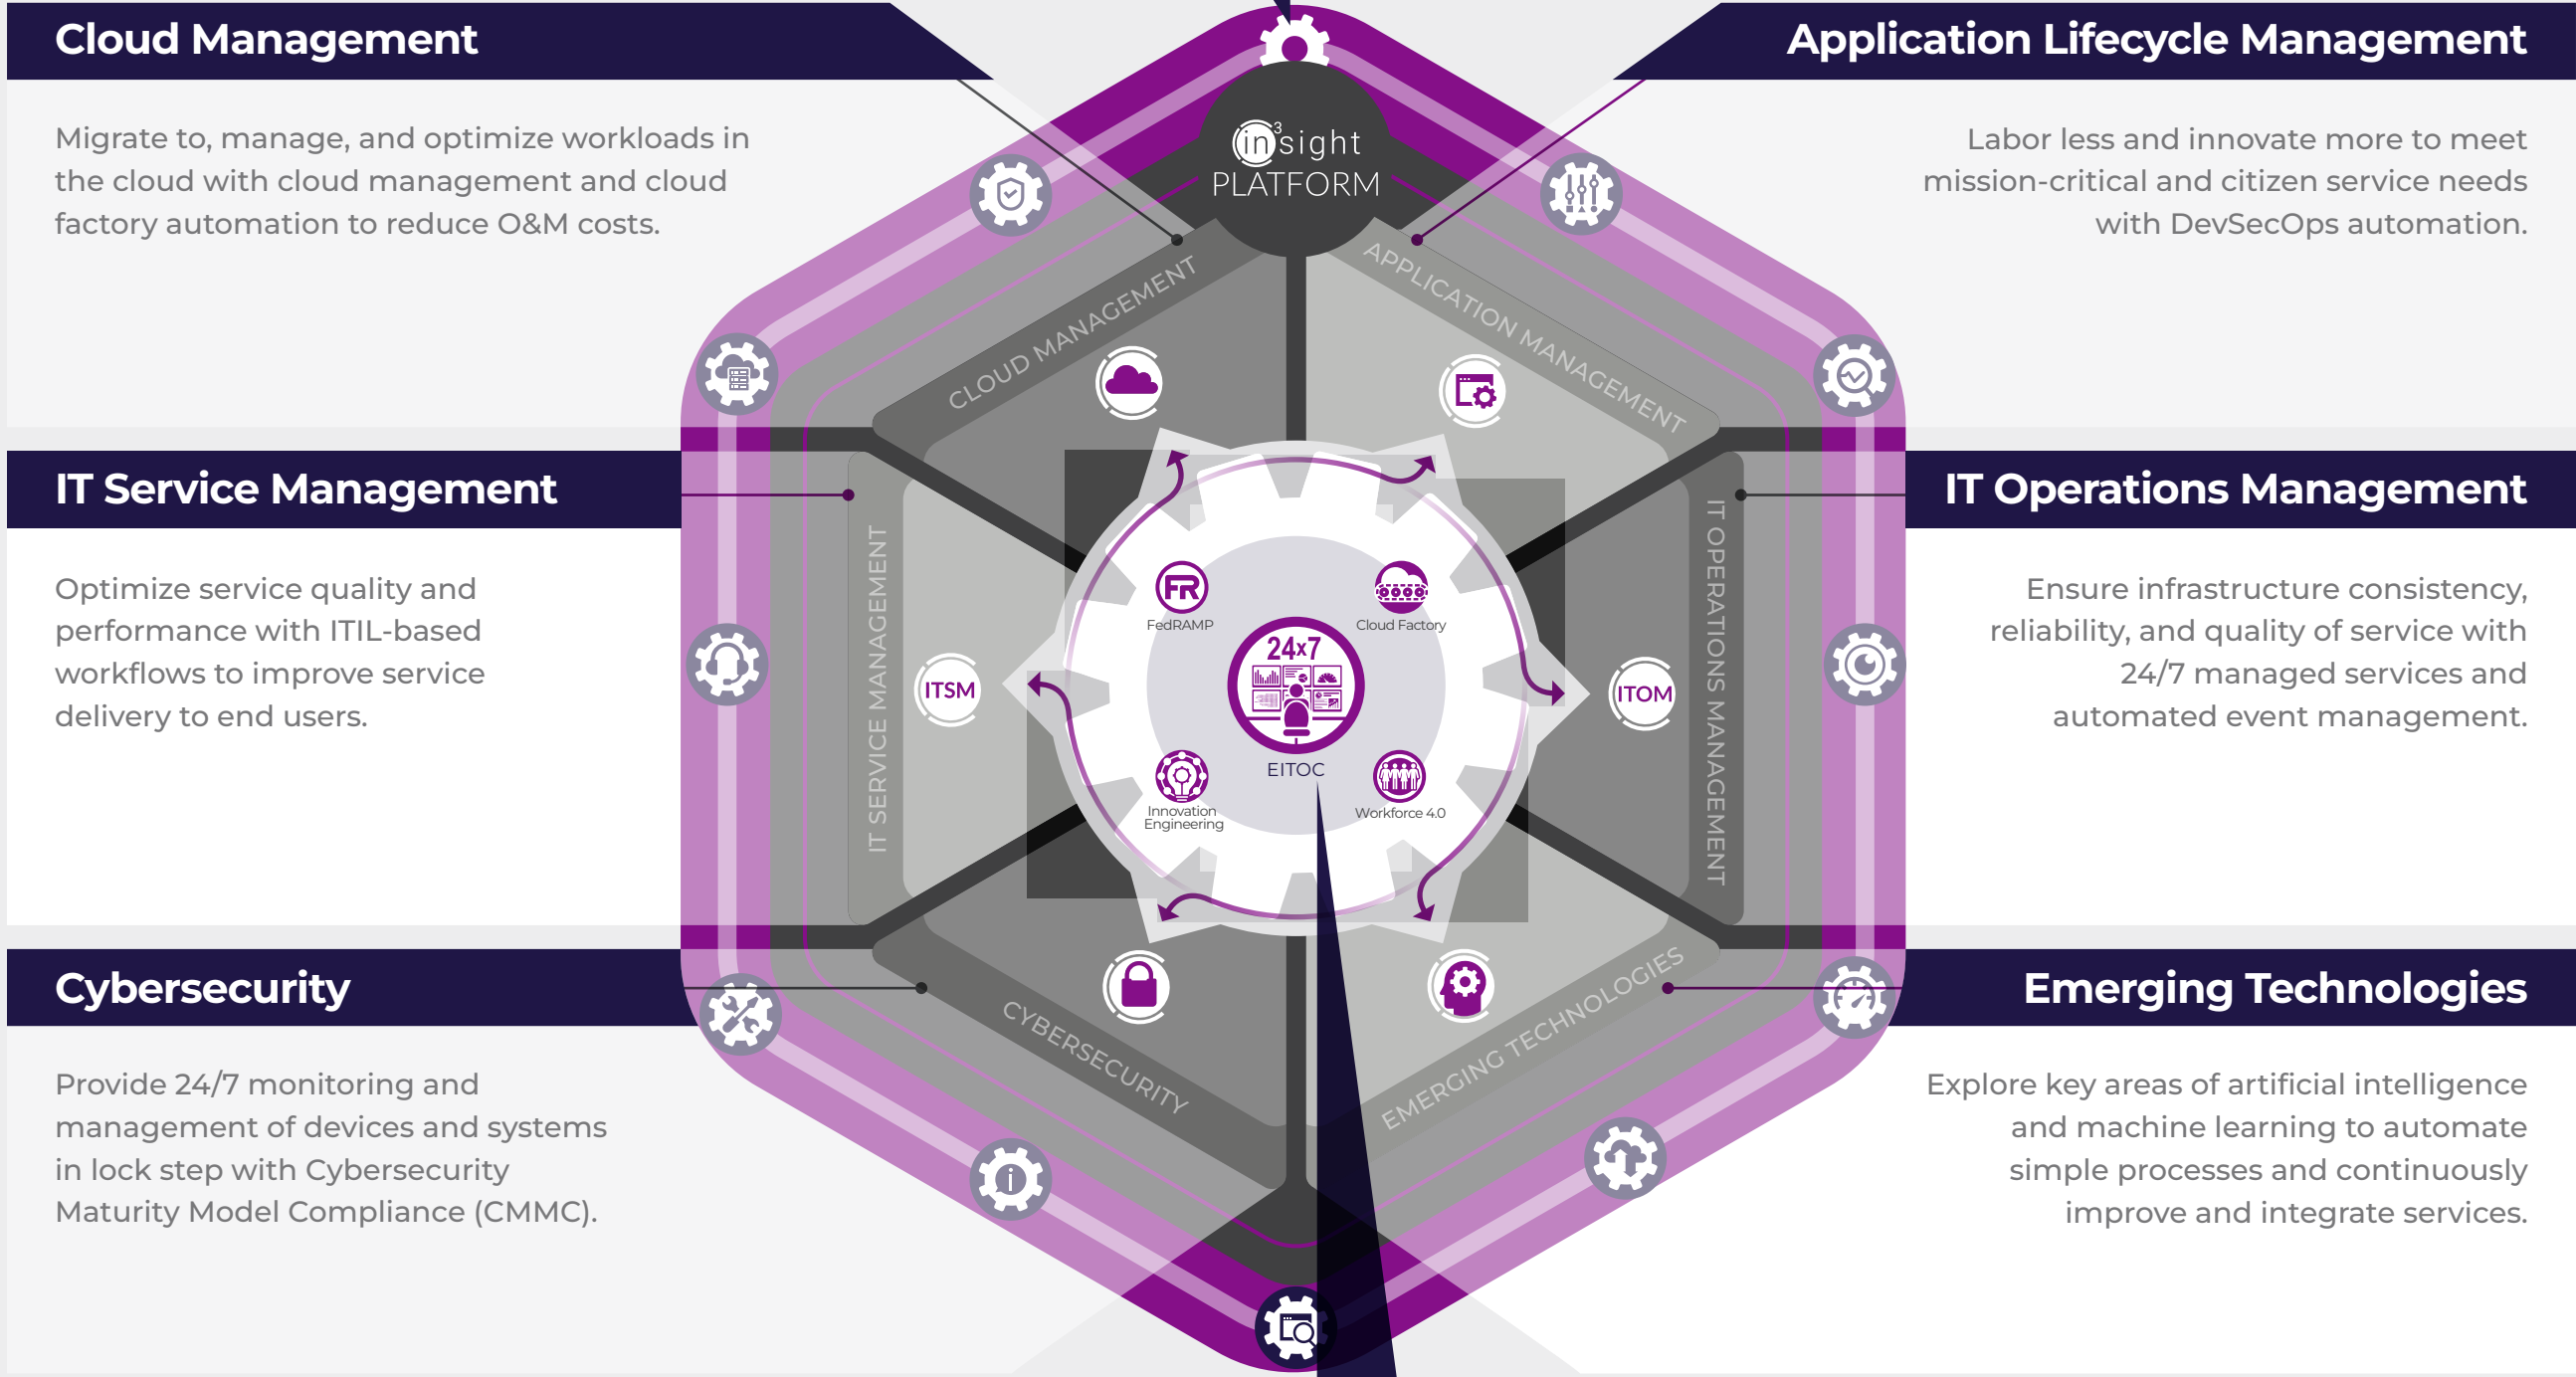 Cloud Management
Migrate to, manage, and optimize workloads in
the cloud with cloud management and cloud
factory automation to reduce O&M costs.
Application Lifecycle Management
Labor less and innovate more to meet
mission-critical and citizen service needs
with DevSecOps automation.
in³sight
PLATFORM
CLOUD MANAGEMENT
APPLICATION MANAGEMENT
IT Service Management
Optimize service quality and
performance with ITIL-based
workflows to improve service
delivery to end users.
IT SERVICE MANAGEMENT
ITSM
FedRAMP
FR
Cloud Factory
24x7
EITOC
Innovation
Engineering
Workforce 4.0
ITOM
IT OPERATIONS MANAGEMENT
IT Operations Management
Ensure infrastructure consistency,
reliability, and quality of service with
24/7 managed services and
automated event management.
Cybersecurity
Provide 24/7 monitoring and
management of devices and systems
in lock step with Cybersecurity
Maturity Model Compliance (CMMC).
CYBERSECURITY
EMERGING TECHNOLOGIES
i
Emerging Technologies
Explore key areas of artificial intelligence
and machine learning to automate
simple processes and continuously
improve and integrate services.